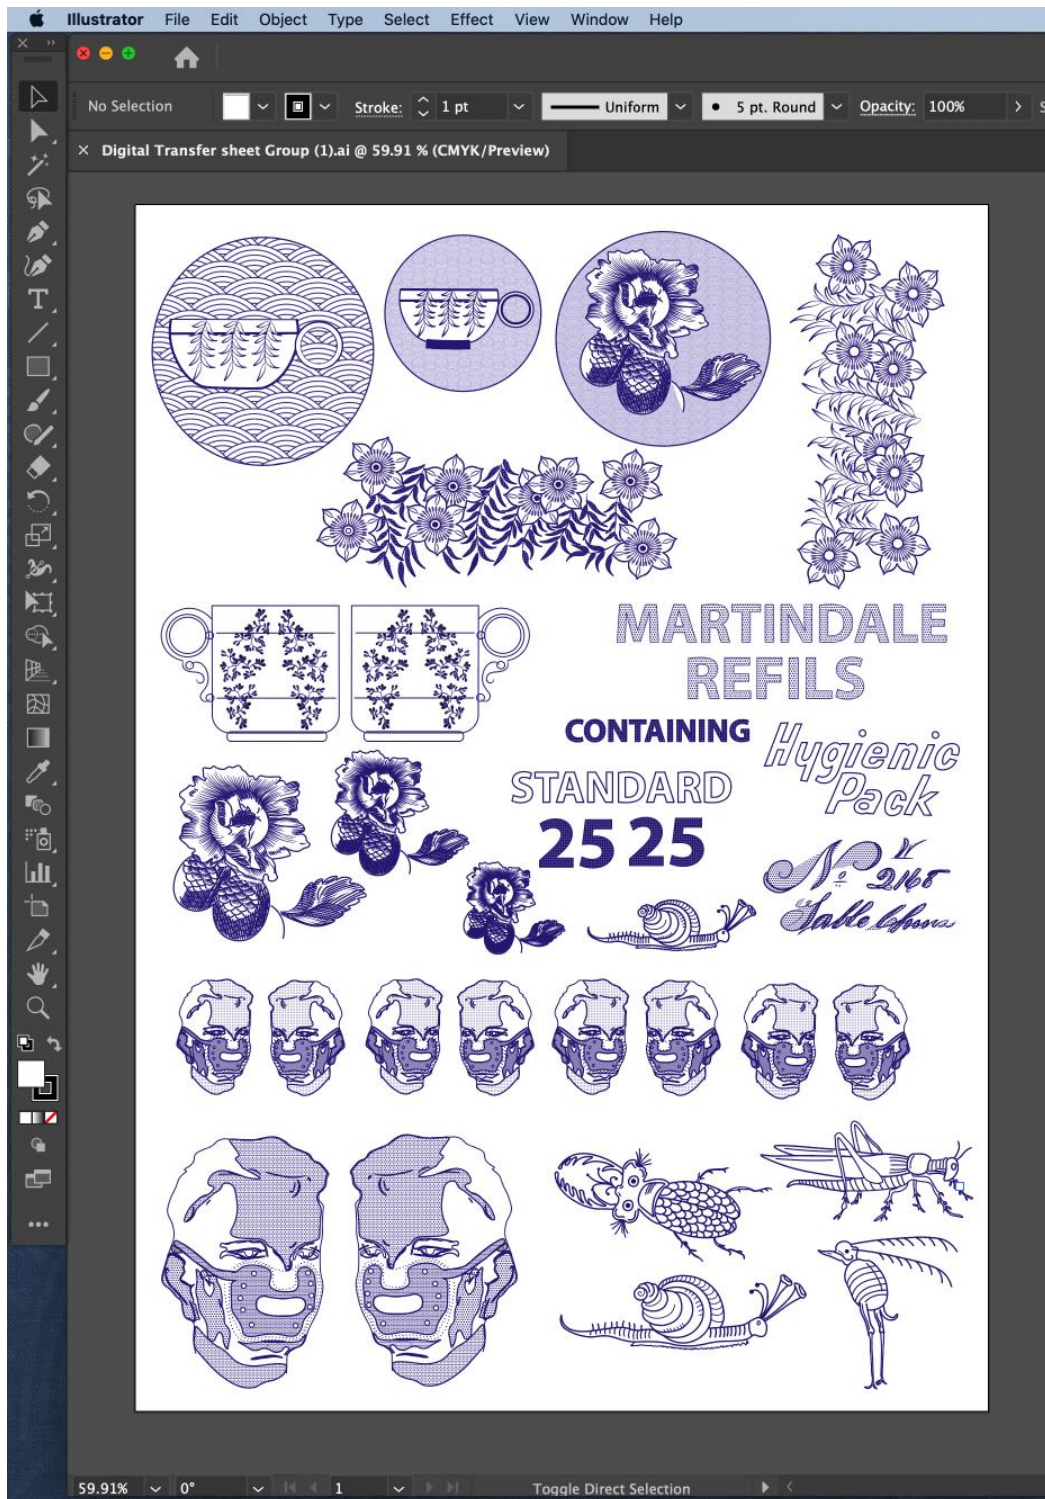 Illustrator File Edit Object Type Select Effect View Window Help
No Selection Stroke: 1 pt Uniform 5 pt. Round Opacity: 100% S
Digital Transfer sheet Group (1).ai @ 59.91 % (CMYK/Preview)
MARTINDALE
REFILS
CONTAINING
Hygienic
Pack
STANDARD
25 25
No 2168
59.91% 0° 1 Toggle Direct Selection